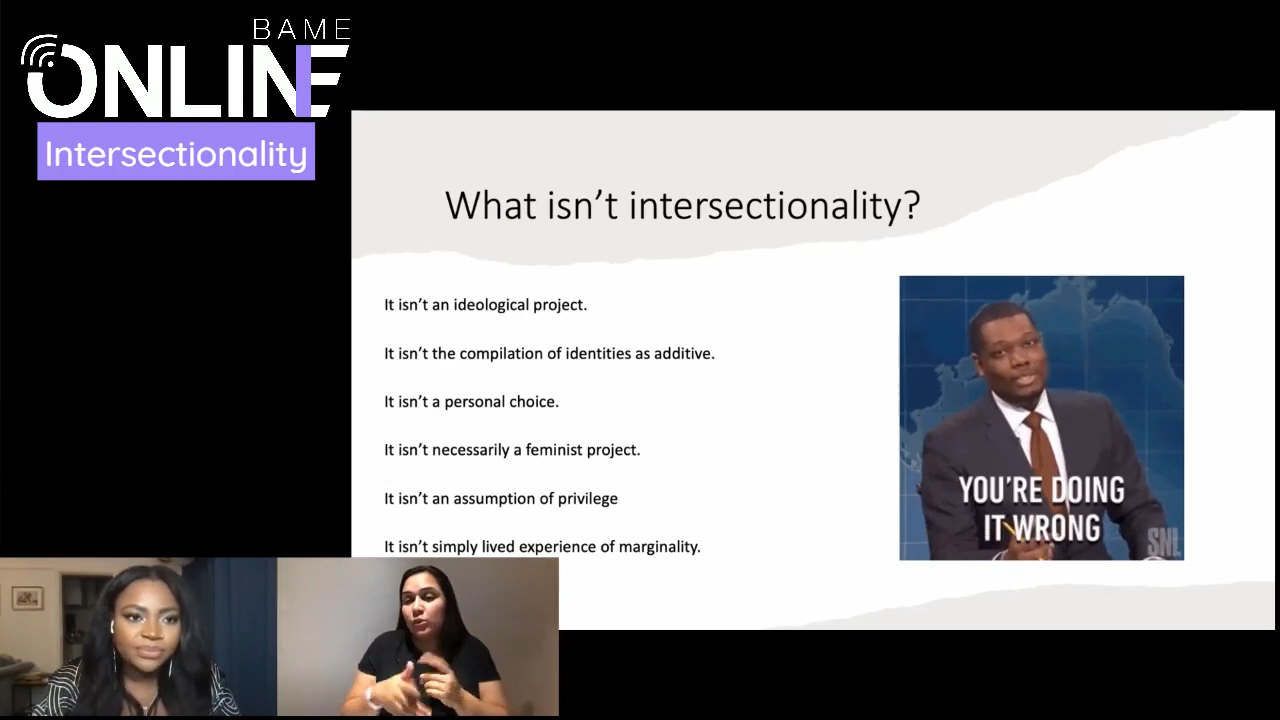 BAME
ONLINE
Intersectionality
What isn’t intersectionality?
It isn’t an ideological project.
It isn’t the compilation of identities as additive.
It isn’t a personal choice.
It isn’t necessarily a feminist project.
It isn’t an assumption of privilege
It isn’t simply lived experience of marginality.
YOU'RE DOING
IT WRONG
SNL